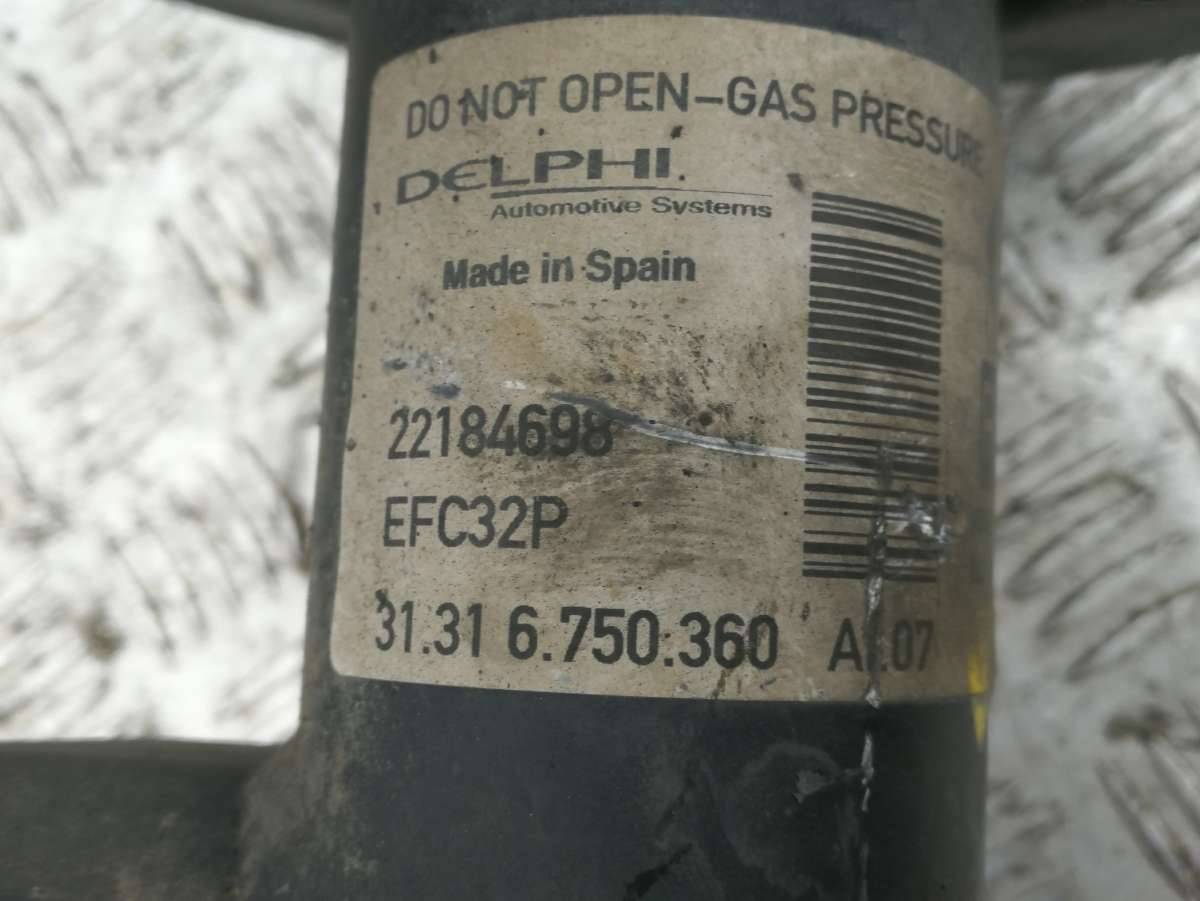 DO NOT OPEN-GAS PRESSURE
DELPHI
Automotive Systems
Made in Spain
22184698
EFC32P
31.31 6.750.360